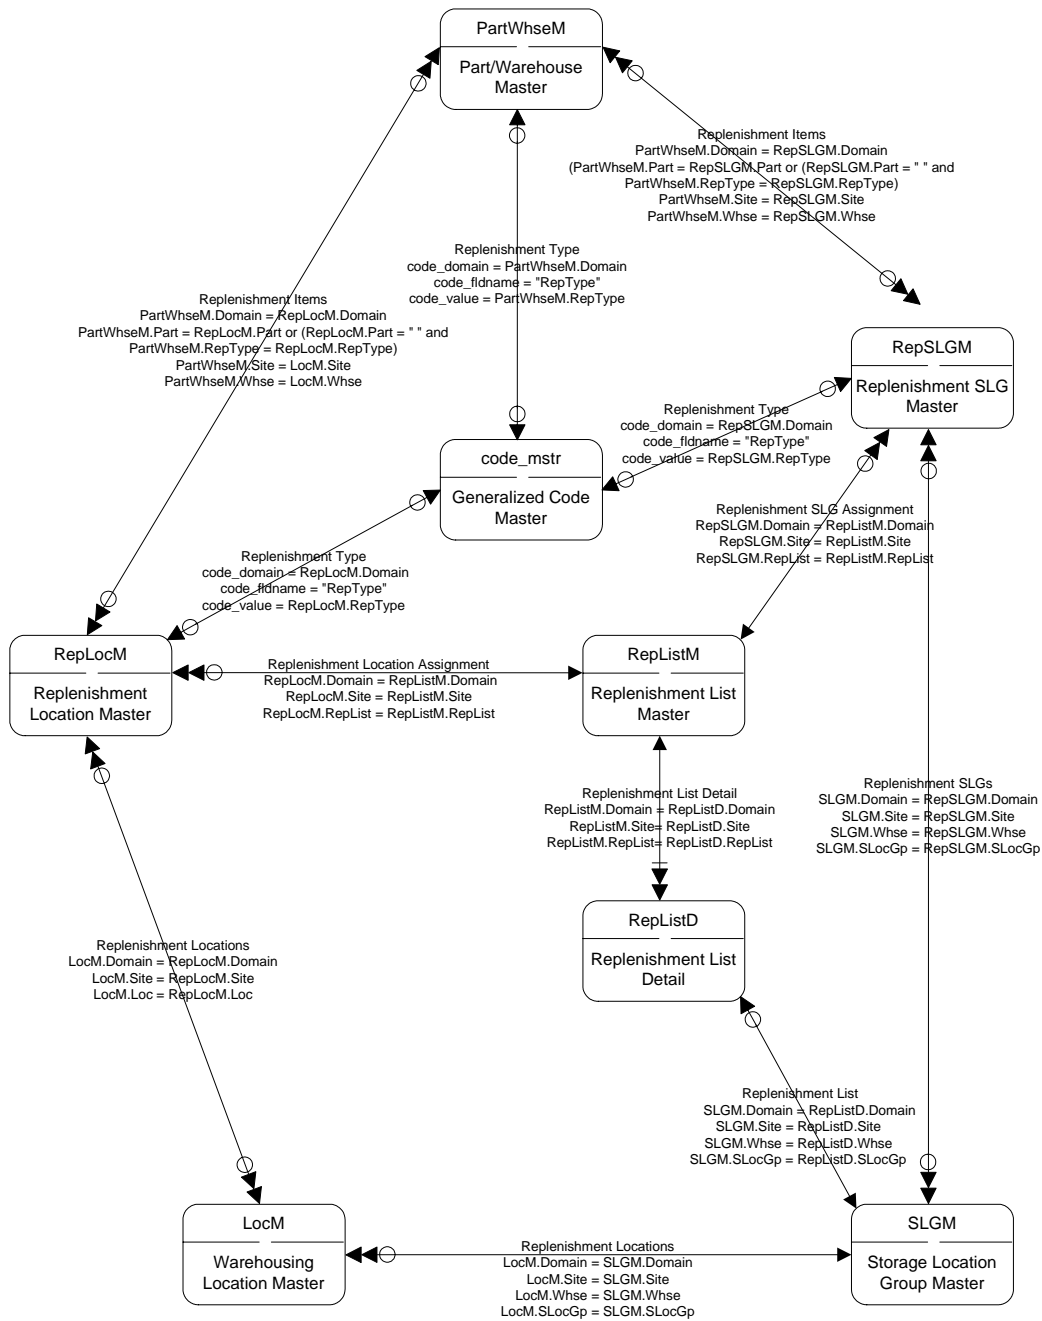 PartWhseM
Part/Warehouse
Master
Replenishment Items
PartWhseM.Domain = RepSLGM.Domain
(PartWhseM.Part = RepSLGM.Part or (RepSLGM.Part = " " and
PartWhseM.RepType = RepSLGM.RepType)
PartWhseM.Site = RepSLGM.Site
PartWhseM.Whse = RepSLGM.Whse
Replenishment Type
code_domain = PartWhseM.Domain
code_fldname = "RepType"
code_value = PartWhseM.RepType
Replenishment Items
PartWhseM.Domain = RepLocM.Domain
PartWhseM.Part = RepLocM.Part or (RepLocM.Part = " " and
PartWhseM.RepType = RepLocM.RepType)
PartWhseM.Site = LocM.Site
PartWhseM.Whse = LocM.Whse
RepSLGM
Replenishment SLG
Master
Replenishment Type
code_domain = RepSLGM.Domain
code_fldname = "RepType"
code_value = RepSLGM.RepType
code_mstr
Generalized Code
Master
Replenishment SLG Assignment
RepSLGM.Domain = RepListM.Domain
RepSLGM.Site = RepListM.Site
RepSLGM.RepList = RepListM.RepList
Replenishment Type
code_domain = RepLocM.Domain
code_fldname = "RepType"
code_value = RepLocM.RepType
RepLocM
Replenishment
Location Master
Replenishment Location Assignment
RepLocM.Domain = RepListM.Domain
RepLocM.Site = RepListM.Site
RepLocM.RepList = RepListM.RepList
RepListM
Replenishment List
Master
Replenishment List Detail
RepListM.Domain = RepListD.Domain
RepListM.Site= RepListD.Site
RepListM.RepList= RepListD.RepList
Replenishment SLGs
SLGM.Domain = RepSLGM.Domain
SLGM.Site = RepSLGM.Site
SLGM.Whse = RepSLGM.Whse
SLGM.SLocGp = RepSLGM.SLocGp
RepListD
Replenishment List
Detail
Replenishment Locations
LocM.Domain = RepLocM.Domain
LocM.Site = RepLocM.Site
LocM.Loc = RepLocM.Loc
Replenishment List
SLGM.Domain = RepListD.Domain
SLGM.Site = RepListD.Site
SLGM.Whse = RepListD.Whse
SLGM.SLocGp = RepListD.SLocGp
LocM
Warehousing
Location Master
Replenishment Locations
LocM.Domain = SLGM.Domain
LocM.Site = SLGM.Site
LocM.Whse = SLGM.Whse
LocM.SLocGp = SLGM.SLocGp
SLGM
Storage Location
Group Master